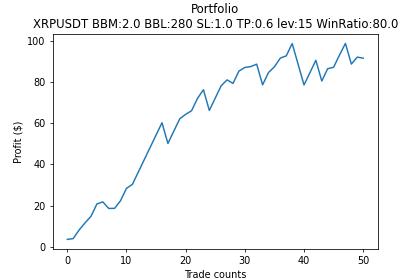 Portfolio
XRPUSDT BBM:2.0 BBL:280 SL:1.0 TP:0.6 lev:15 WinRatio:80.0
100
80
60
40
20
0
Profit ($)
0 10 20 30 40 50
Trade counts